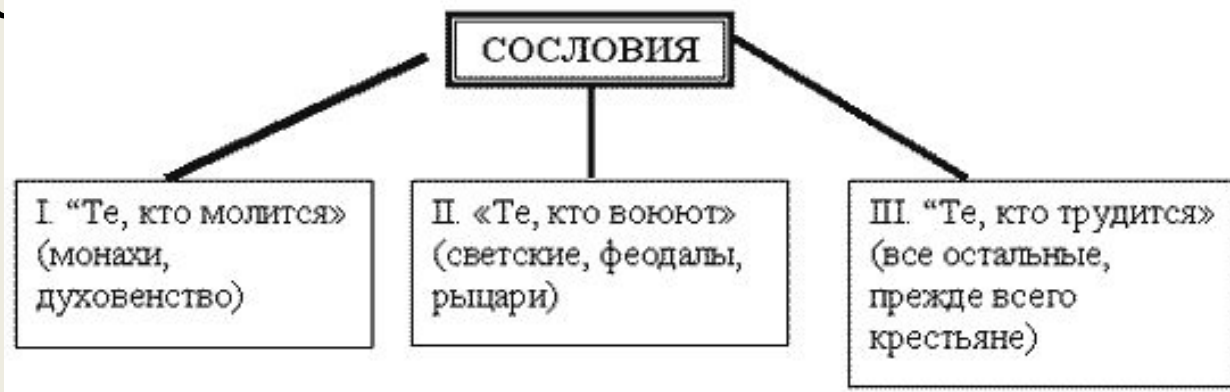 СОСЛОВИЯ
I. “Те, кто молится»
(монахи,
духовенство)
II. «Те, кто воюют»
(светские, феодалы,
рыцари)
III. “Те, кто трудится»
(все остальные,
прежде всего
крестьяне)